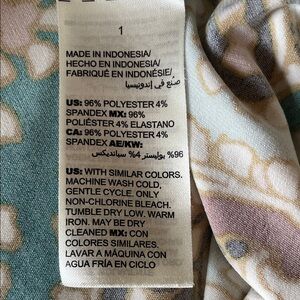 1
MADE IN INDONESIA/
HECHO EN INDONESIA/
FABRIQUÉ EN INDONÉSIE/
صنع في إندونيسيا
US: 96% POLYESTER 4%
SPANDEX MX: 96%
POLIÉSTER 4% ELASTANO
CA: 96% POLYESTER 4%
SPANDEX AE/KW:
96% بوليستر 4% سباندیکس
US: WITH SIMILAR COLORS.
MACHINE WASH COLD,
GENTLE CYCLE. ONLY
NON-CHLORINE BLEACH.
TUMBLE DRY LOW. WARM
IRON. MAY BE DRY
CLEANED MX: CON
COLORES SIMILARES.
LAVAR A MÁQUINA CON
AGUA FRÍA EN CICLO